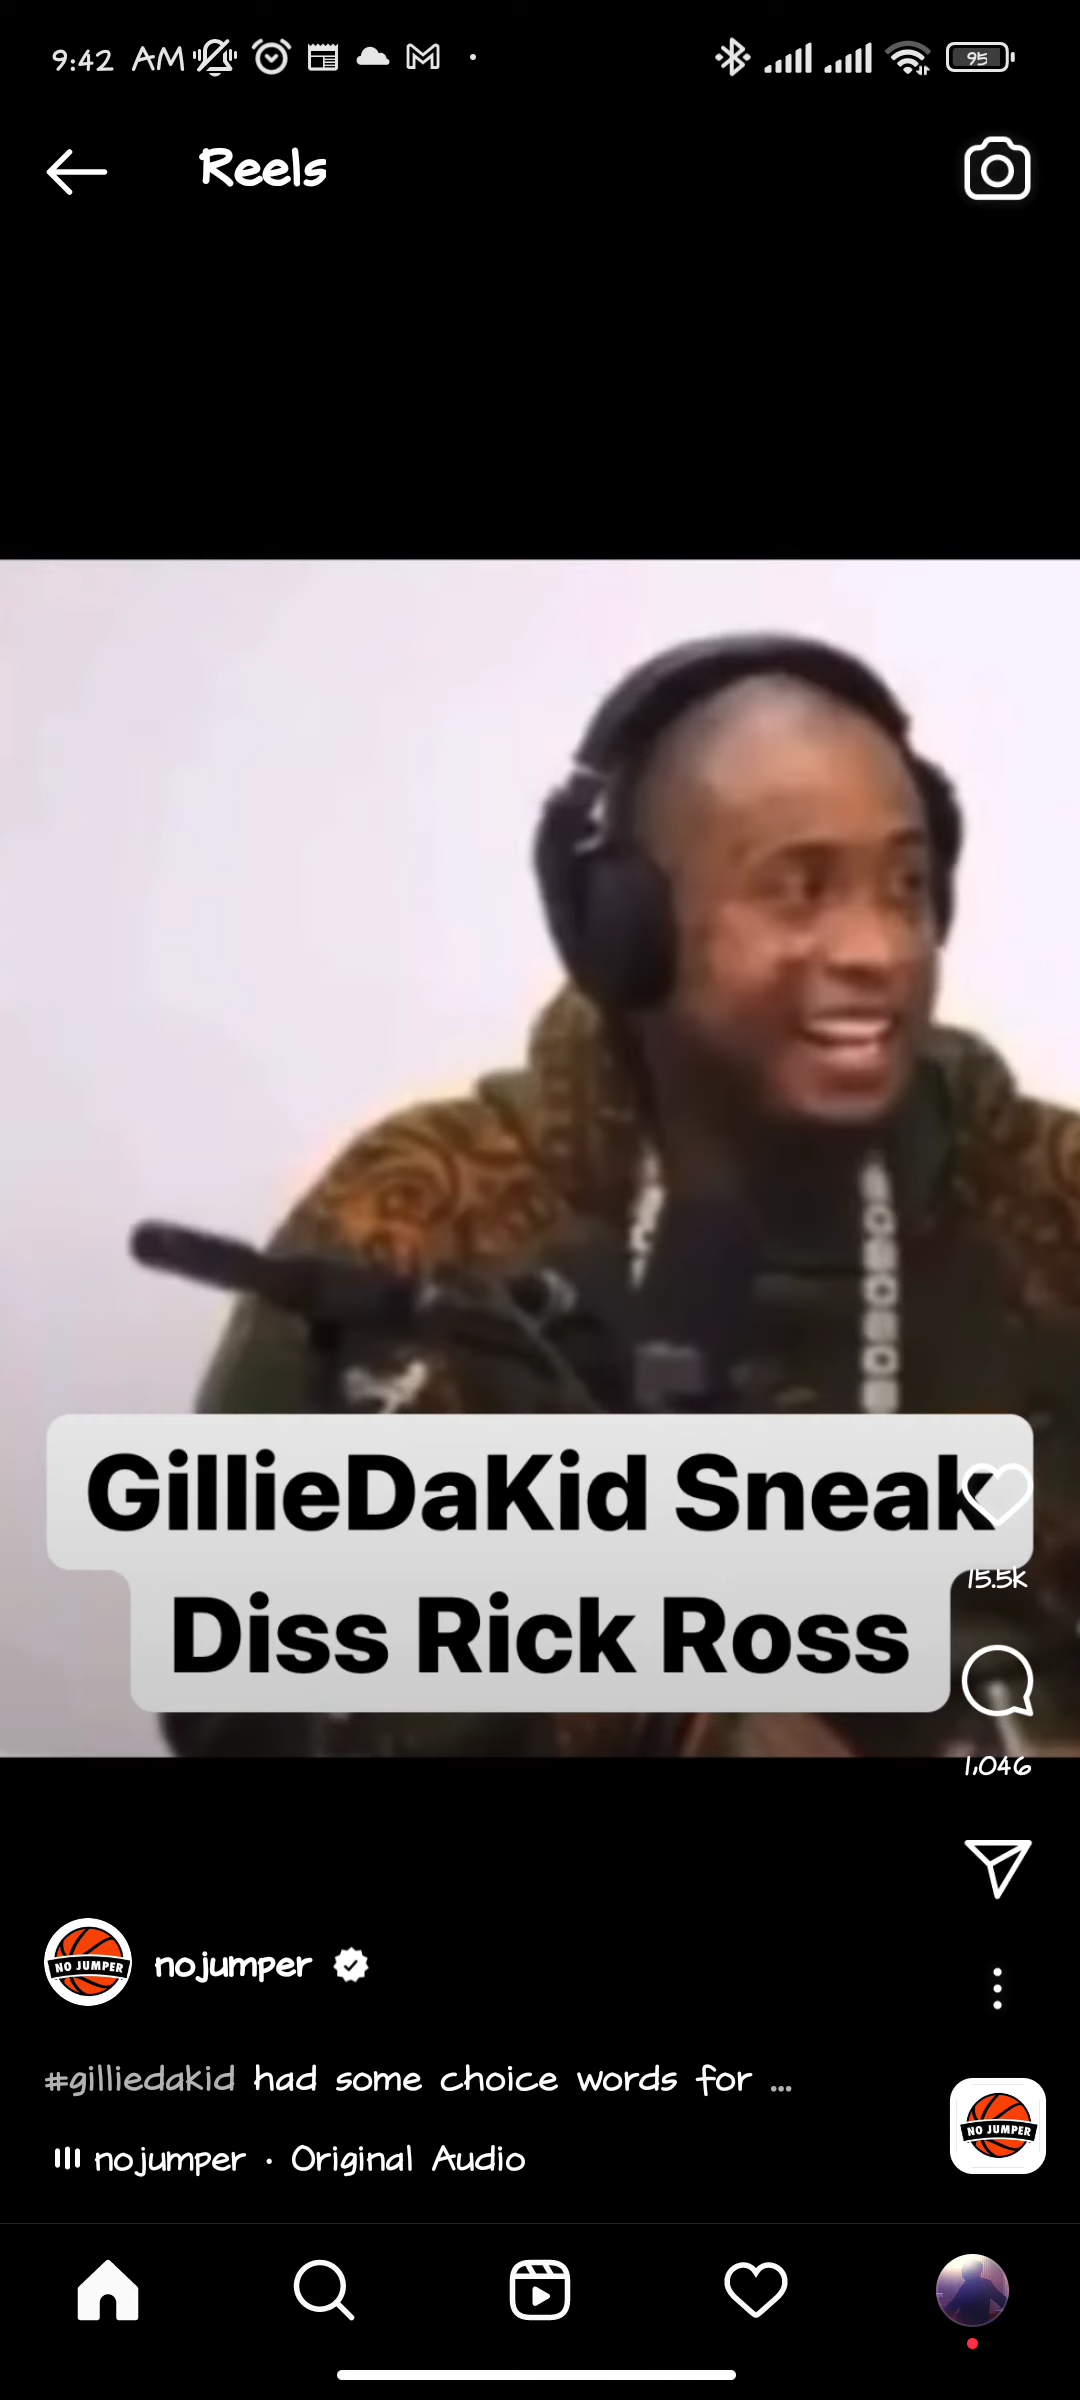 9:42 AM
95
Reels
GillieDaKid Sneak
Diss Rick Ross
15.5k
1,046
NO JUMPER
nojumper
#gilliedakid had some choice words for ...
NO JUMPER
nojumper • Original Audio